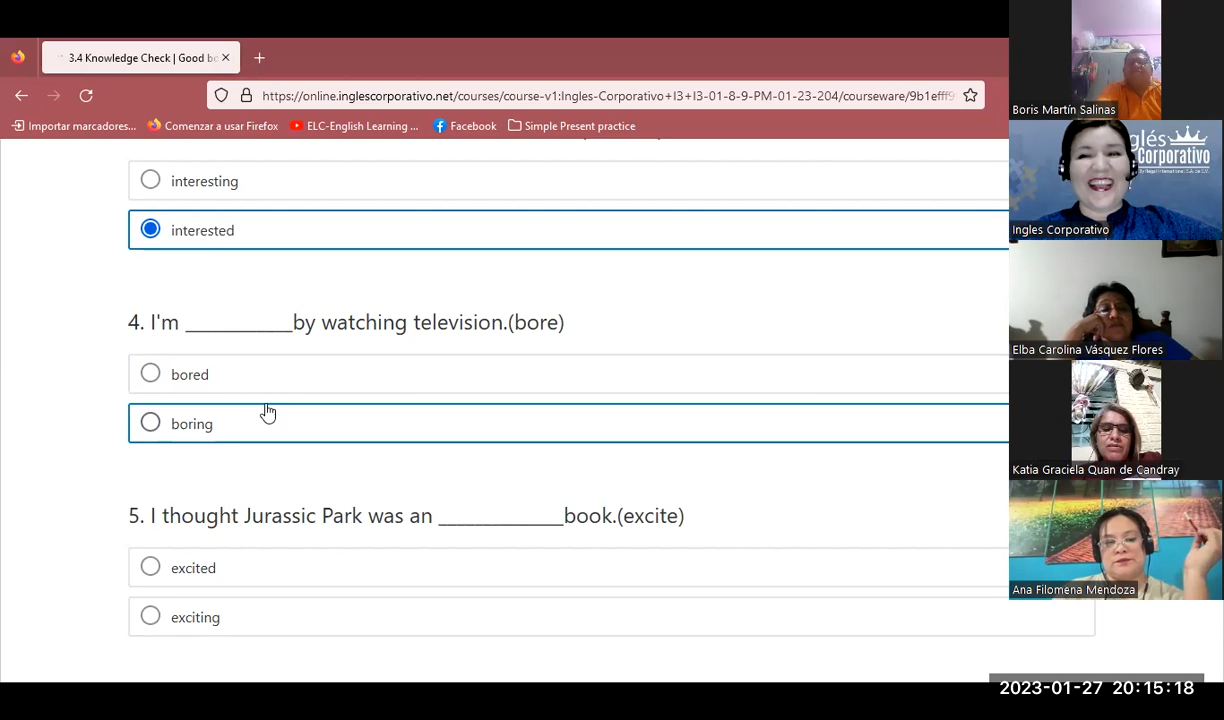 3.4 Knowledge Check | Good bo
https://online.inglescorporativo.net/courses/course-v1:Ingles-Corporativo+I3+I3-01-8-9-PM-01-23-204/courseware/9b1efff9
Importar marcadores...
Comenzar a usar Firefox
ELC-English Learning ...
Facebook
Simple Present practice
interesting
interested
4. I'm ___________by watching television.(bore)
bored
boring
5. I thought Jurassic Park was an _____________book.(excite)
excited
exciting
Boris Martín Salinas
glés
Corporativo
Ingles Corporativo
Elba Carolina Vásquez Flores
Katia Graciela Quan de Candray
Ana Filomena Mendoza
2023-01-27 20:15:18